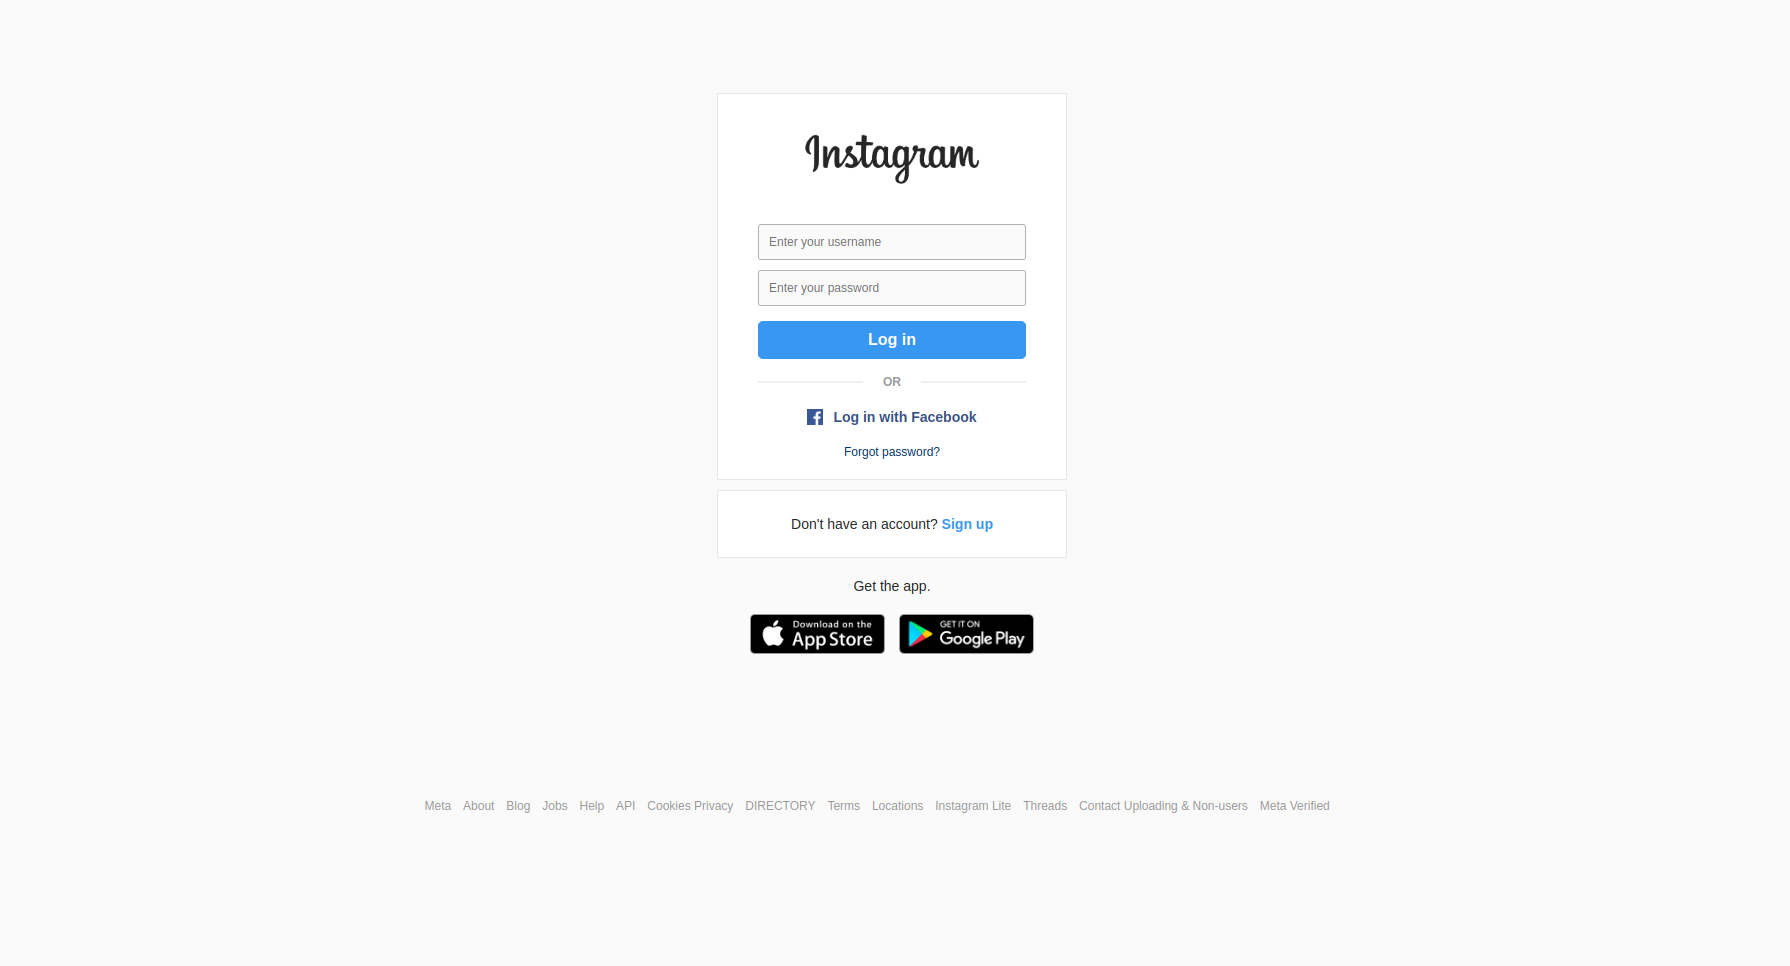 Instagram
Enter your username
Enter your password
Log in
OR
Log in with Facebook
Forgot password?
Don't have an account? Sign up
Get the app.
Download on the App Store
GET IT ON Google Play
Meta About Blog Jobs Help API Cookies Privacy DIRECTORY Terms Locations Instagram Lite Threads Contact Uploading & Non-users Meta Verified